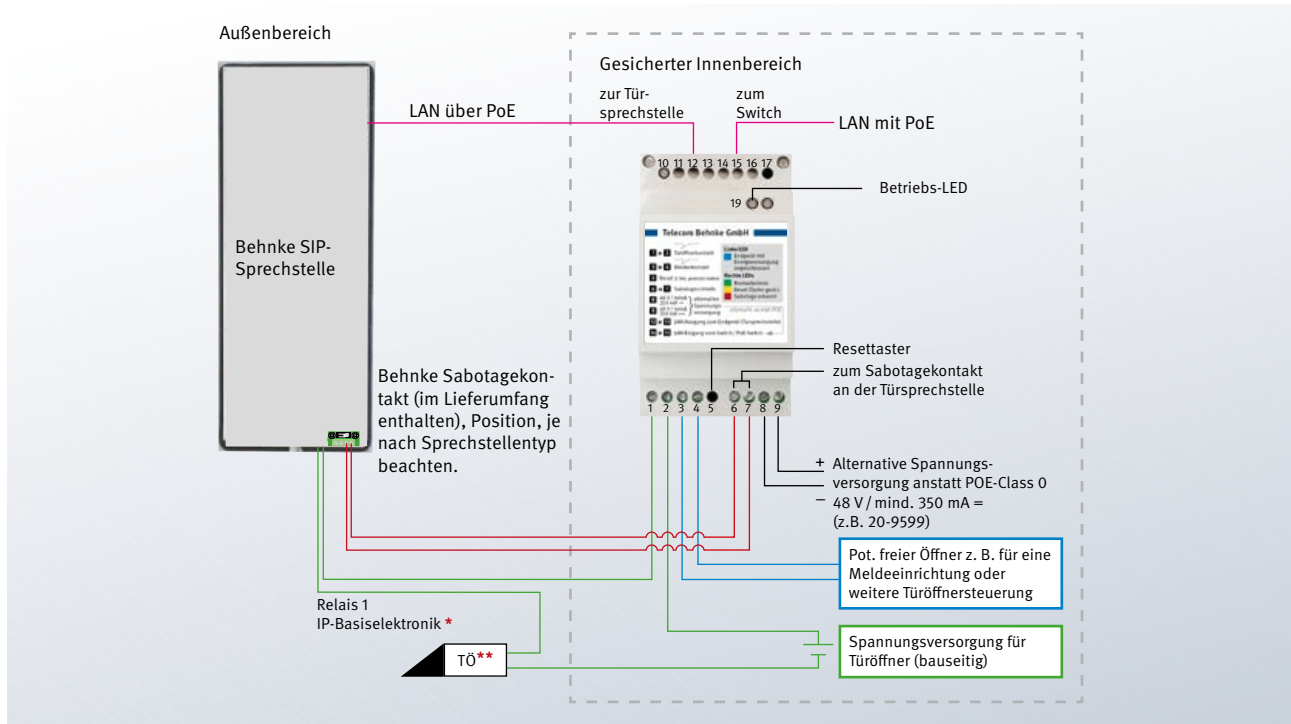 Außenbereich
Gesicherter Innenbereich
zur Tür-
sprechstelle
zum
Switch
LAN über PoE
LAN mit PoE
10 11 12 13 14 15 16 17
19
Betriebs-LED
Telecom Behnke GmbH
Behnke SIP-
Sprechstelle
1 2 3 4 5 6 7 8 9
Resettaster
zum Sabotagekontakt
an der Türsprechstelle
Behnke Sabotagekon-
takt (im Lieferumfang
enthalten), Position, je
nach Sprechstellentyp
beachten.
+ Alternative Spannungs-
versorgung anstatt POE-Class 0
– 48 V / mind. 350 mA =
(z.B. 20-9599)
Pot. freier Öffner z. B. für eine
Meldeeinrichtung oder
weitere Türöffnersteuerung
Relais 1
IP-Basiselektronik *
TÖ**
Spannungsversorgung für
Türöffner (bauseitig)